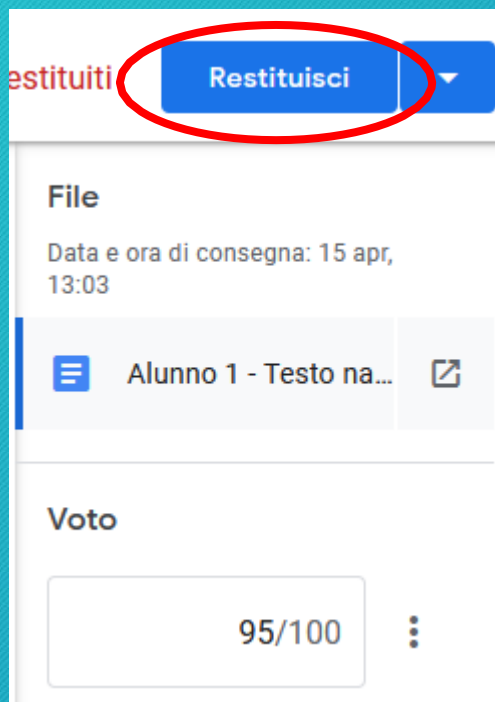 estituiti Restituisci
File
Data e ora di consegna: 15 apr,
13:03
Alunno 1 - Testo na...
Voto
95/100